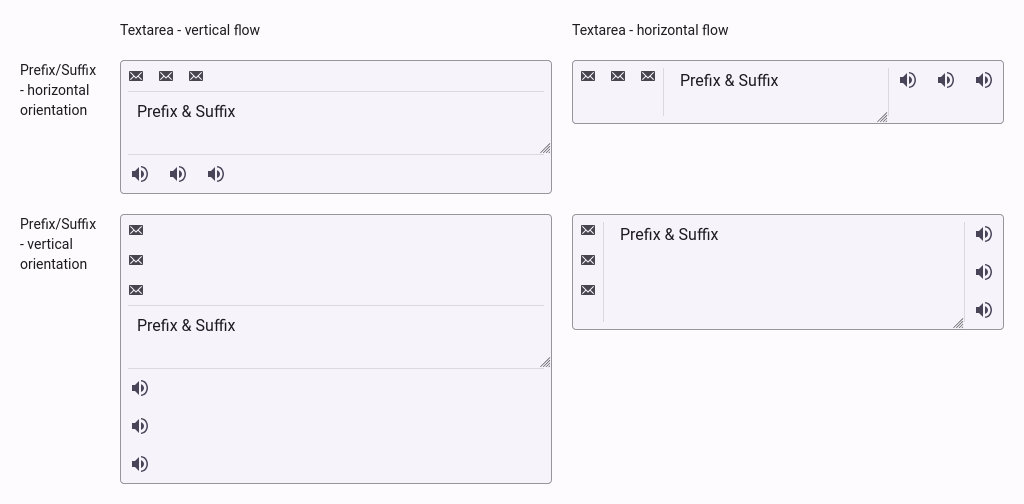 Textarea - vertical flow
Textarea - horizontal flow
Prefix/Suffix
- horizontal
orientation
Prefix & Suffix
Prefix & Suffix
Prefix/Suffix
- vertical
orientation
Prefix & Suffix
Prefix & Suffix